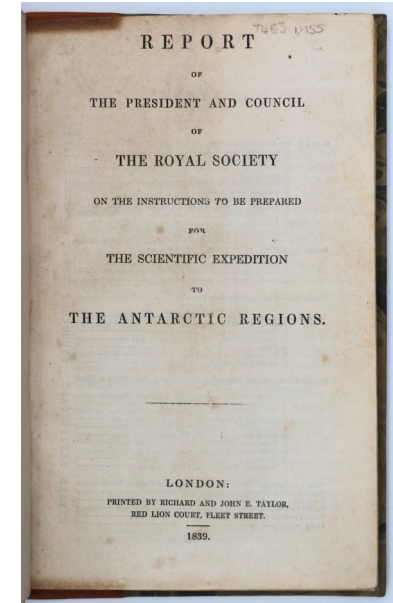 REPORT
OF
THE PRESIDENT AND COUNCIL
OF
THE ROYAL SOCIETY
ON THE INSTRUCTIONS TO BE PREPARED
FOR
THE SCIENTIFIC EXPEDITION
TO
THE ANTARCTIC REGIONS.
LONDON:
PRINTED BY RICHARD AND JOHN E. TAYLOR,
RED LION COURT, FLEET STREET.
1839.